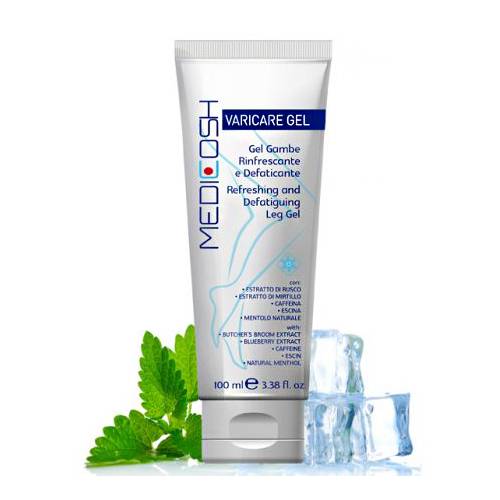 MEDICOSH
VARICARE GEL
Gel Gambe
Rinfrescante
e Defaticante
Refreshing and
Defatiguing
Leg Gel
con:
• ESTRATTO DI RUSCO
• ESTRATTO DI MIRTILLO
• CAFFEINA
• ESCINA
• MENTOLO NATURALE
with:
• BUTCHER'S BROOM EXTRACT
• BLUEBERRY EXTRACT
• CAFFEINE
• ESCIN
• NATURAL MENTHOL
100 ml ℮ 3.38 fl. oz